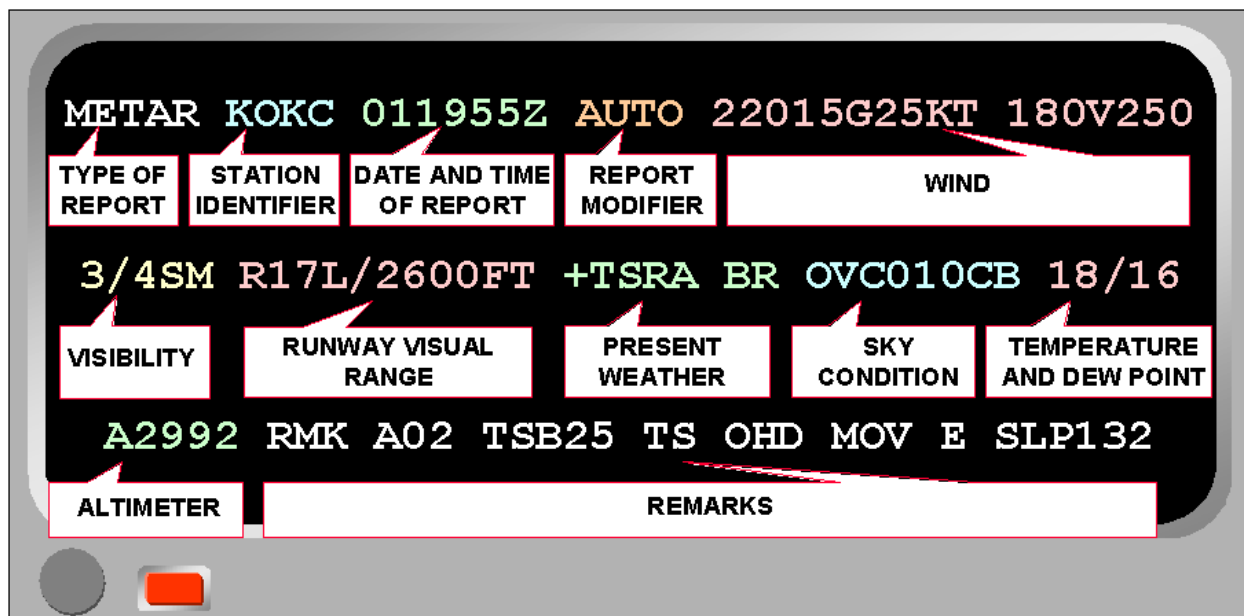 METAR KOKC 011955Z AUTO 22015G25KT 180V250
TYPE OF REPORT
STATION IDENTIFIER
DATE AND TIME OF REPORT
REPORT MODIFIER
WIND
3/4SM R17L/2600FT +TSRA BR OVC010CB 18/16
VISIBILITY
RUNWAY VISUAL RANGE
PRESENT WEATHER
SKY CONDITION
TEMPERATURE AND DEW POINT
A2992 RMK A02 TSB25 TS OHD MOV E SLP132
ALTIMETER
REMARKS